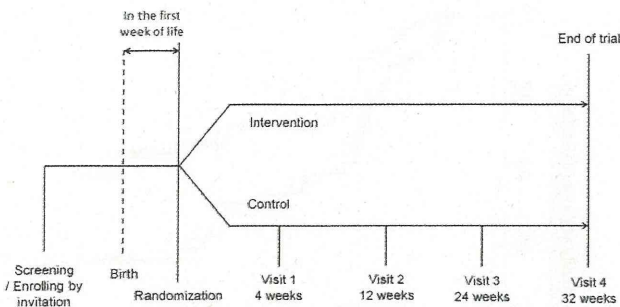 In the first
week of life
End of trial
Intervention
Control
Screening
/ Enrolling by
invitation
Birth
Randomization
Visit 1
4 weeks
Visit 2
12 weeks
Visit 3
24 weeks
Visit 4
32 weeks